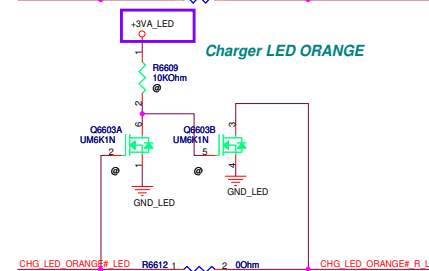 +3VA_LED
Charger LED ORANGE
1
R6609
10KOhm
@
2
Q6603A
UM6K1N
6
2
1
@
GND_LED
Q6603B
UM6K1N
3
5
4
@
GND_LED
CHG_LED_ORANGE#_LED
R6612 1
2 0Ohm
CHG_LED_ORANGE#_R_L